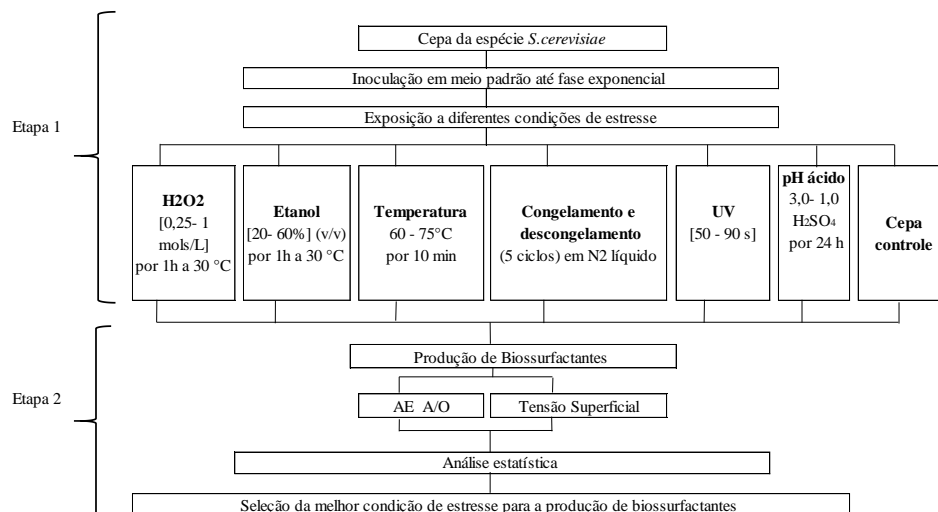 Cepa da espécie S.cerevisiae
Inoculação em meio padrão até fase exponencial
Exposição a diferentes condições de estresse
Etapa 1
H2O2
[0,25- 1
mols/L]
por 1h a 30 °C
Etanol
[20- 60%] (v/v)
por 1h a 30 °C
Temperatura
60 - 75°C
por 10 min
Congelamento e
descongelamento
(5 ciclos) em N2 líquido
UV
[50 - 90 s]
pH ácido
3,0- 1,0
H2SO4
por 24 h
Cepa
controle
Etapa 2
Produção de Biossurfactantes
AE A/O
Tensão Superficial
Análise estatística
Seleção da melhor condição de estresse para a produção de biossurfactantes